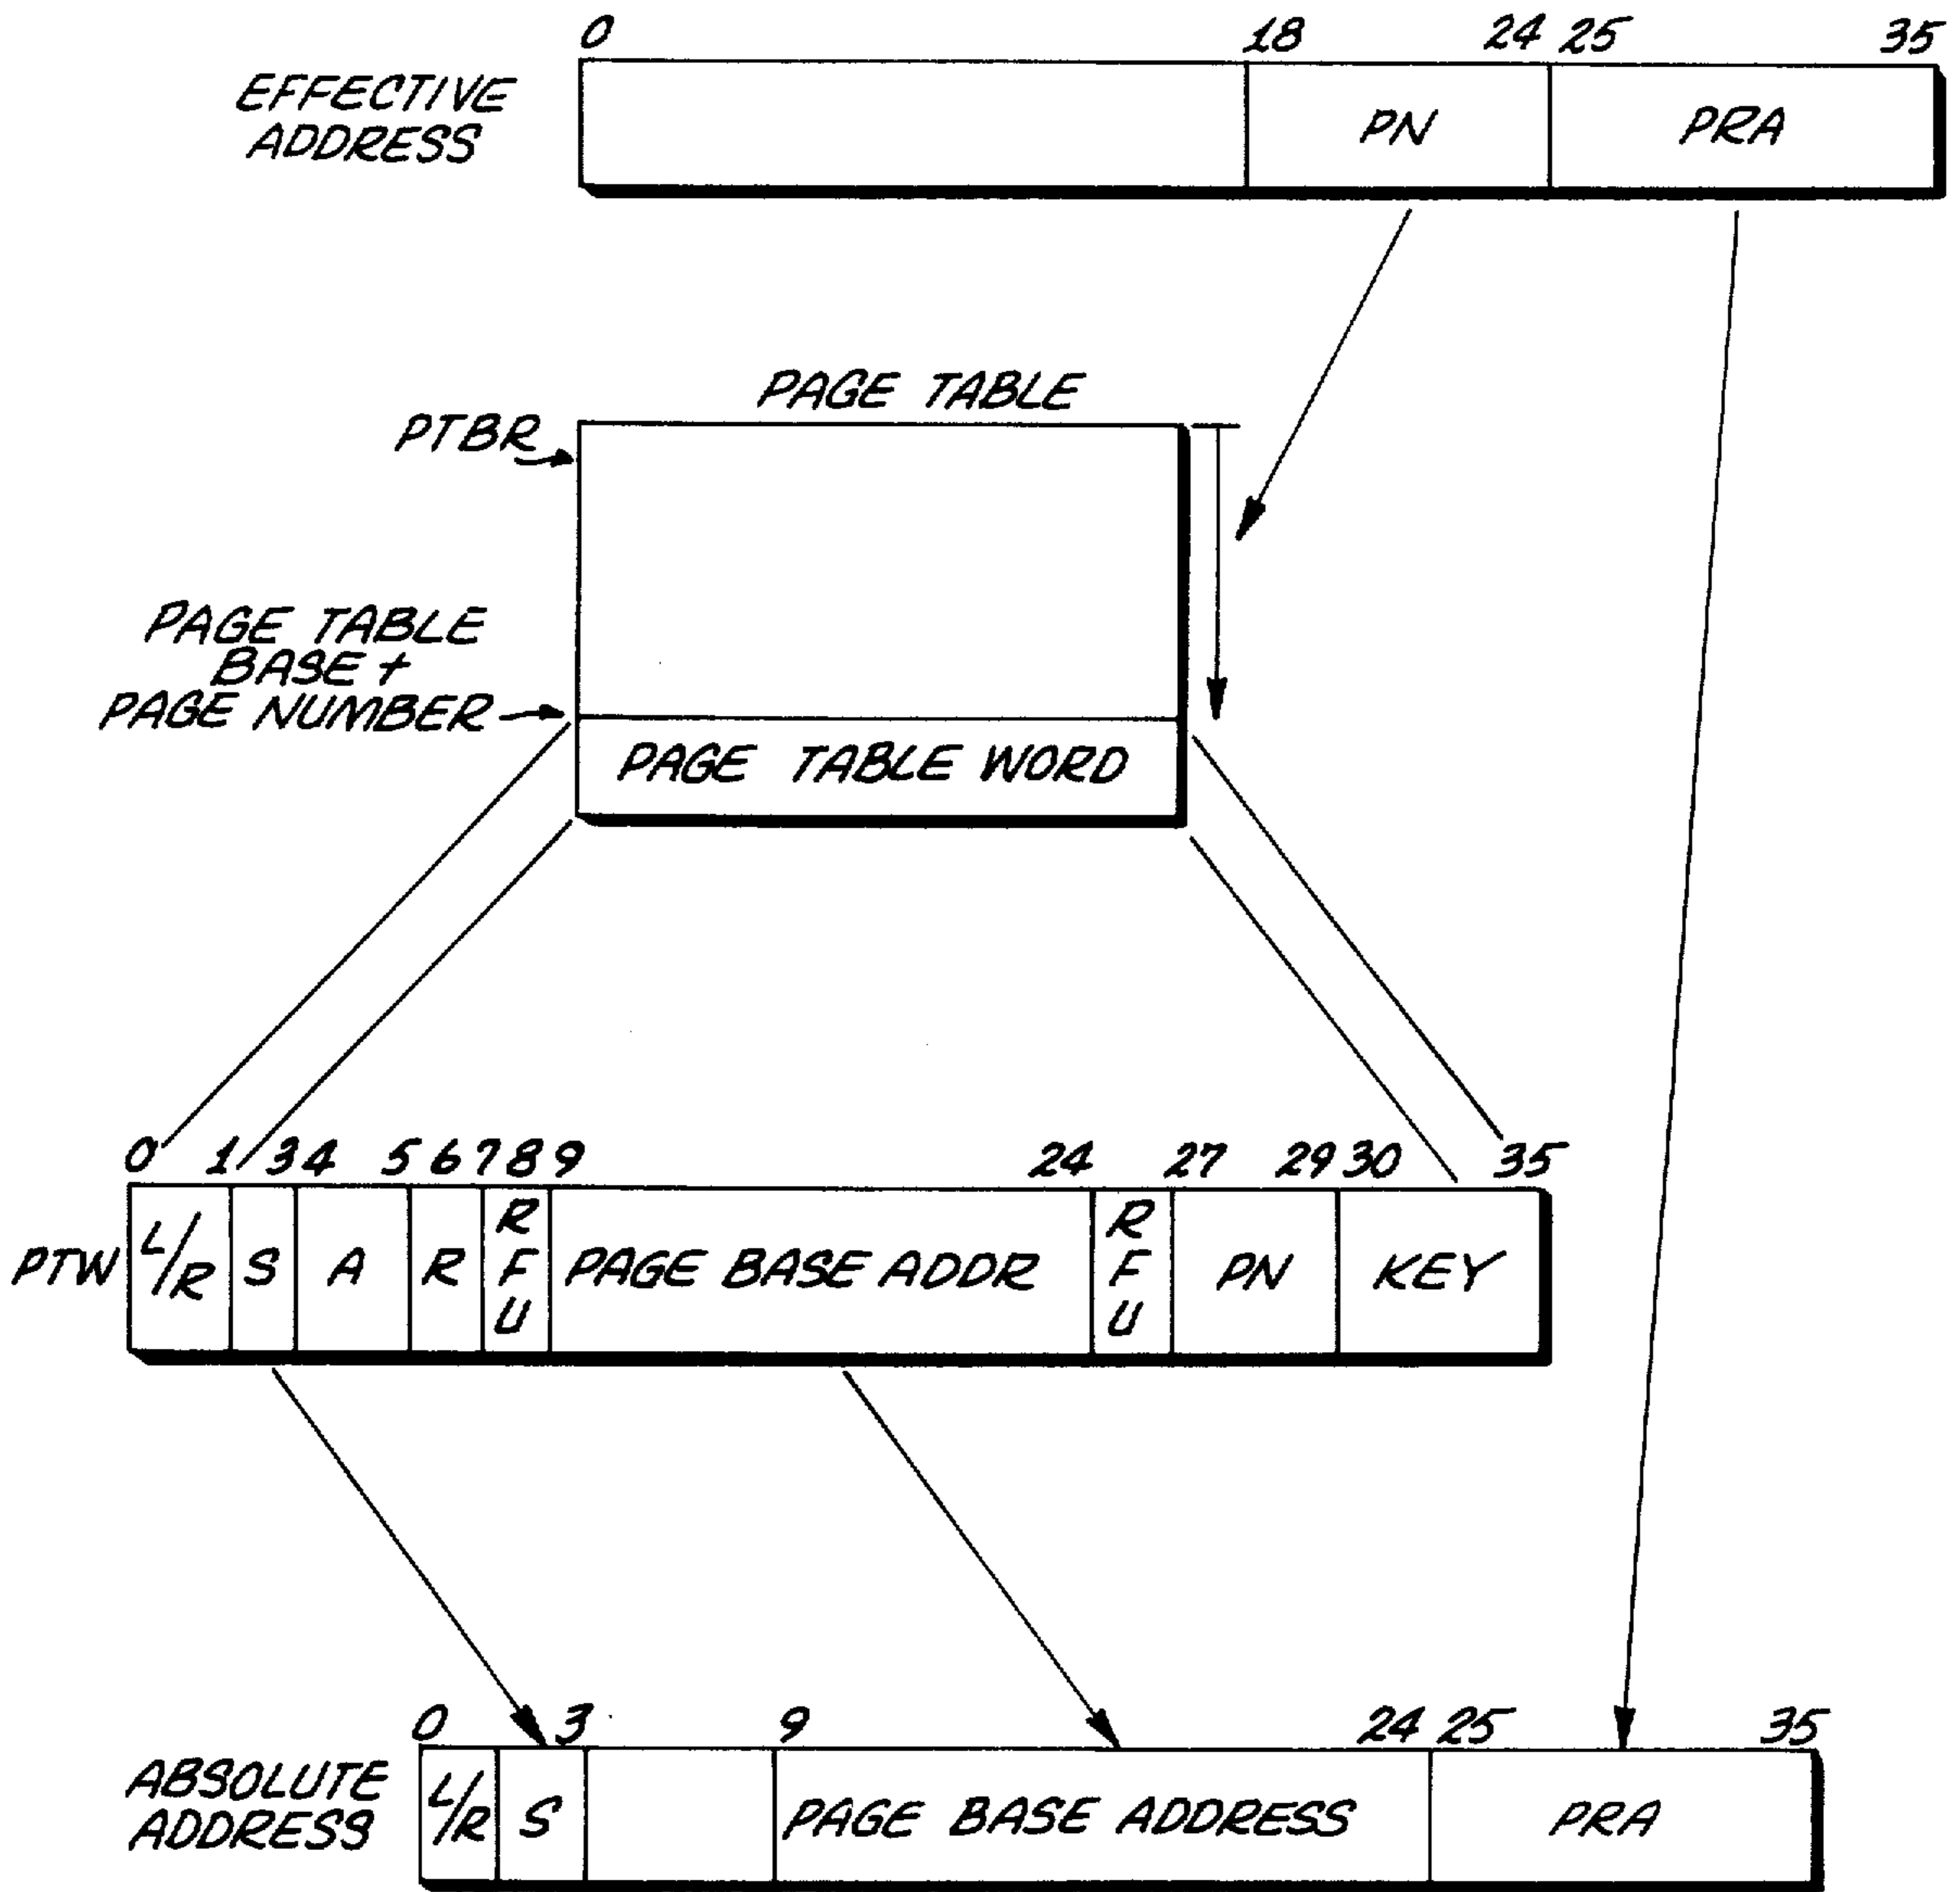 0 18 24 25 35
EFFECTIVE
ADDRESS
PN
PRA
PAGE TABLE
PTBR
PAGE TABLE
BASE +
PAGE NUMBER
PAGE TABLE WORD
0 1 3 4 5 6 7 8 9 24 27 29 30 35
PTW
L/R
S
A
R
R
F
U
PAGE BASE ADDR
R
F
U
PN
KEY
0 3 9 24 25 35
ABSOLUTE
ADDRESS
L/R
S
PAGE BASE ADDRESS
PRA